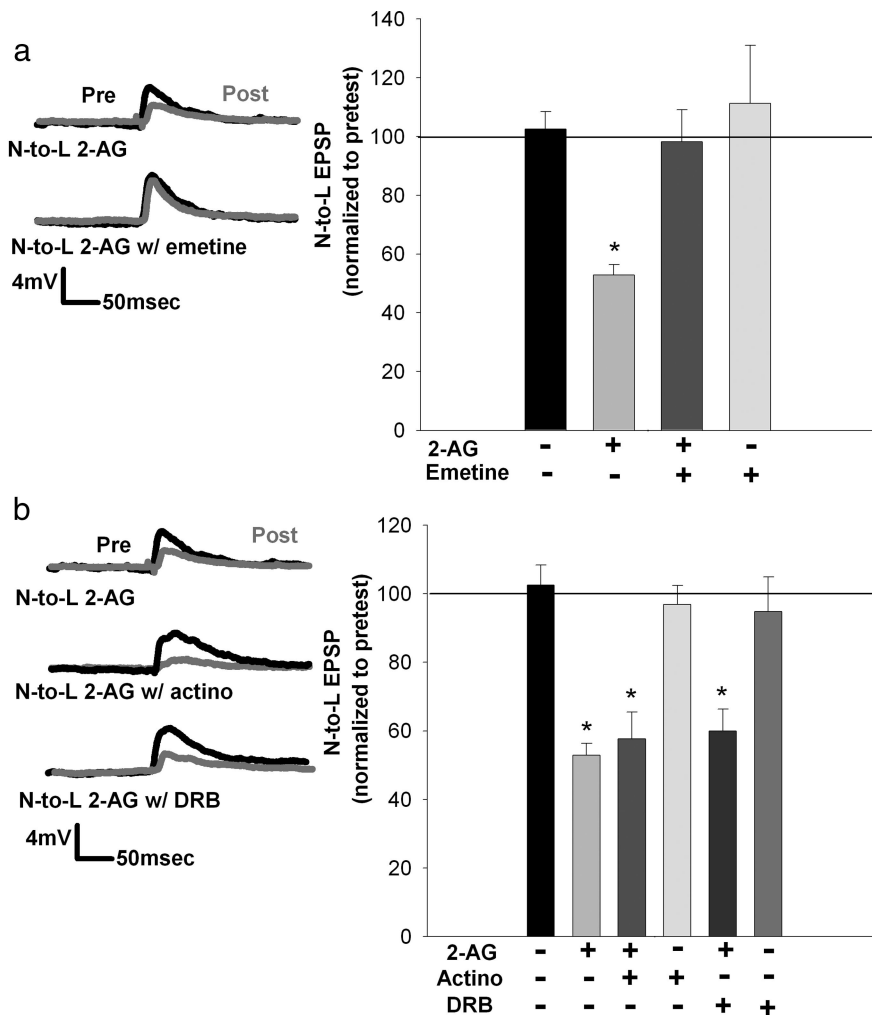 a
Pre
Post
N-to-L 2-AG
N-to-L 2-AG w/ emetine
4mV
50msec
N-to-L EPSP
(normalized to pretest)
140
120
100
80
60
40
20
0
*
2-AG - + + -
Emetine - - + +
b
Pre
Post
N-to-L 2-AG
N-to-L 2-AG w/ actino
N-to-L 2-AG w/ DRB
4mV
50msec
N-to-L EPSP
(normalized to pretest)
120
100
80
60
40
20
0
* * *
2-AG - + + - + -
Actino - - + + - -
DRB - - - - + +